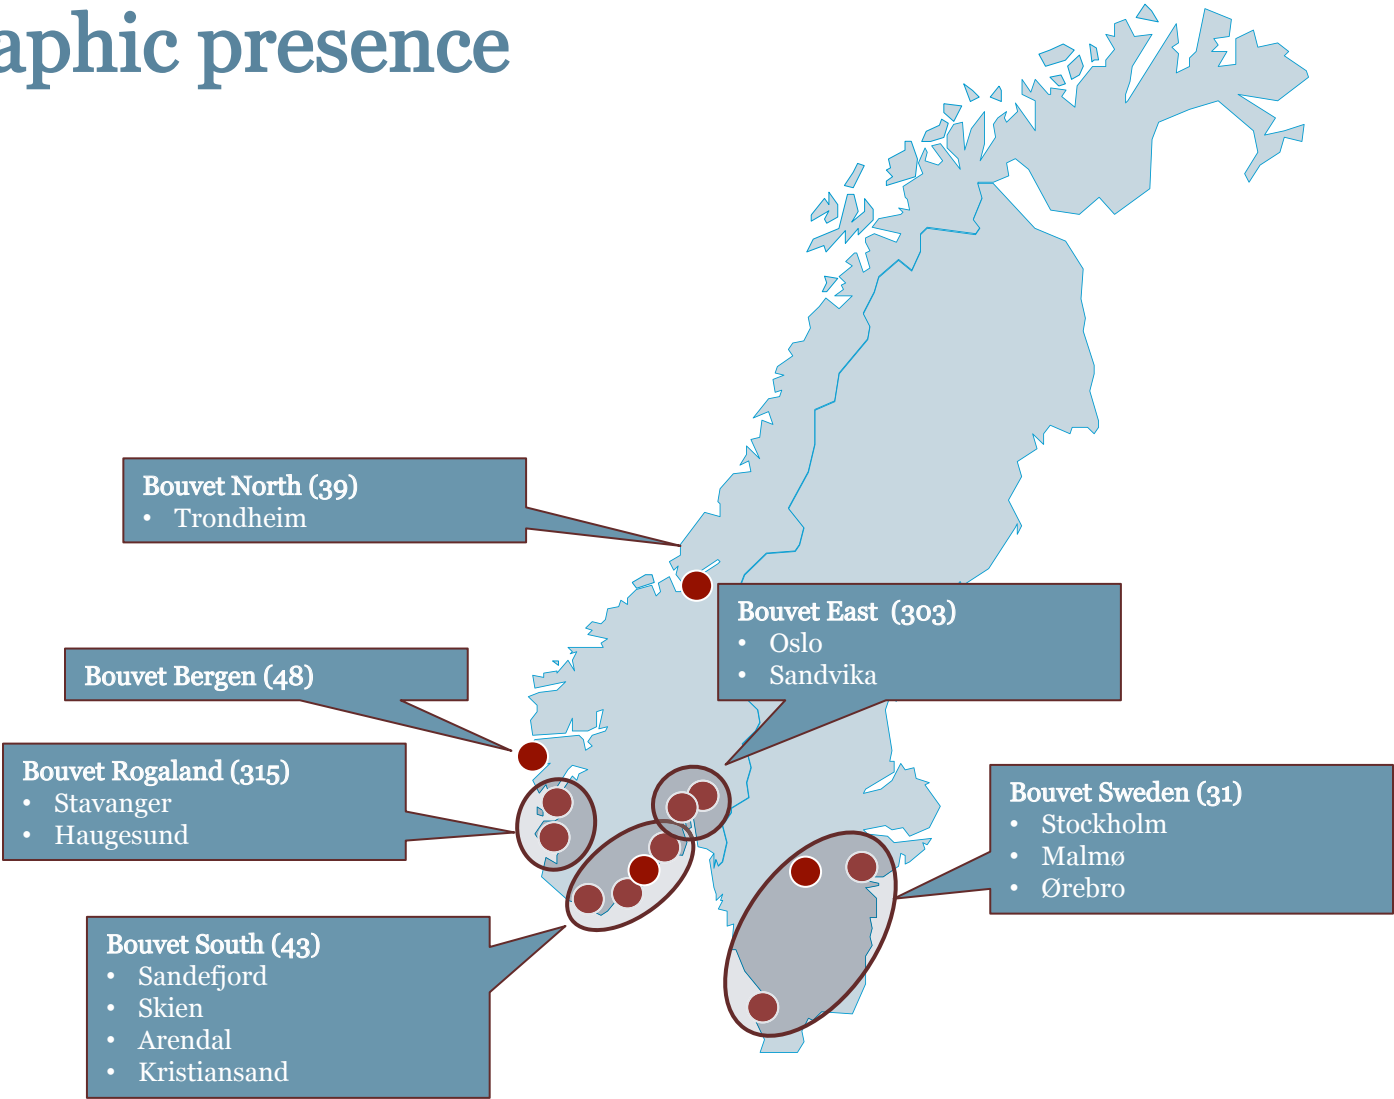 aphic presence
Bouvet North (39)
• Trondheim
Bouvet East (303)
• Oslo
• Sandvika
Bouvet Bergen (48)
Bouvet Rogaland (315)
• Stavanger
• Haugesund
Bouvet Sweden (31)
• Stockholm
• Malmø
• Ørebro
Bouvet South (43)
• Sandefjord
• Skien
• Arendal
• Kristiansand